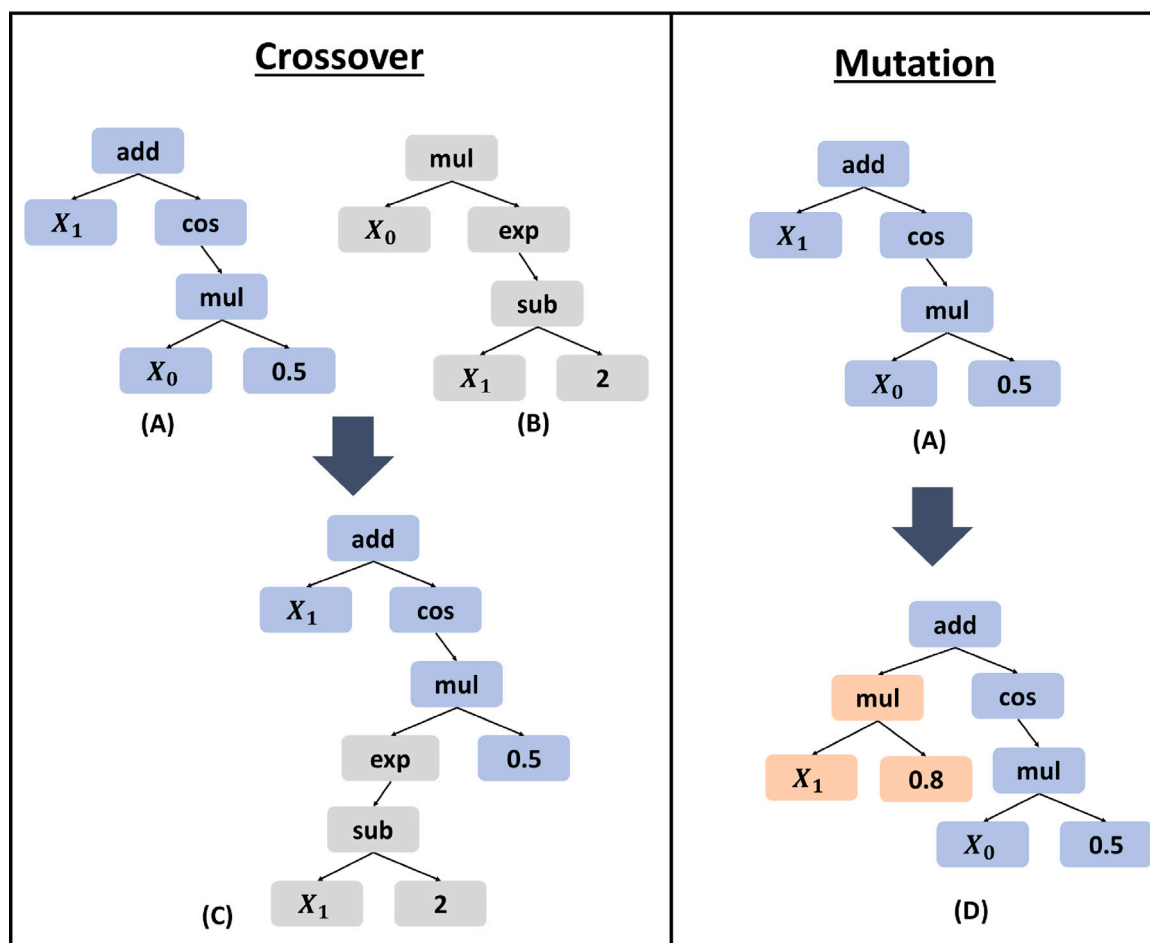 Crossover
add
mul
X₁
cos
X₀
exp
mul
sub
X₀
0.5
X₁
2
(A)
(B)
add
X₁
cos
mul
exp
0.5
sub
X₁
2
(C)
Mutation
add
X₁
cos
mul
X₀
0.5
(A)
add
mul
cos
X₁
0.8
mul
X₀
0.5
(D)